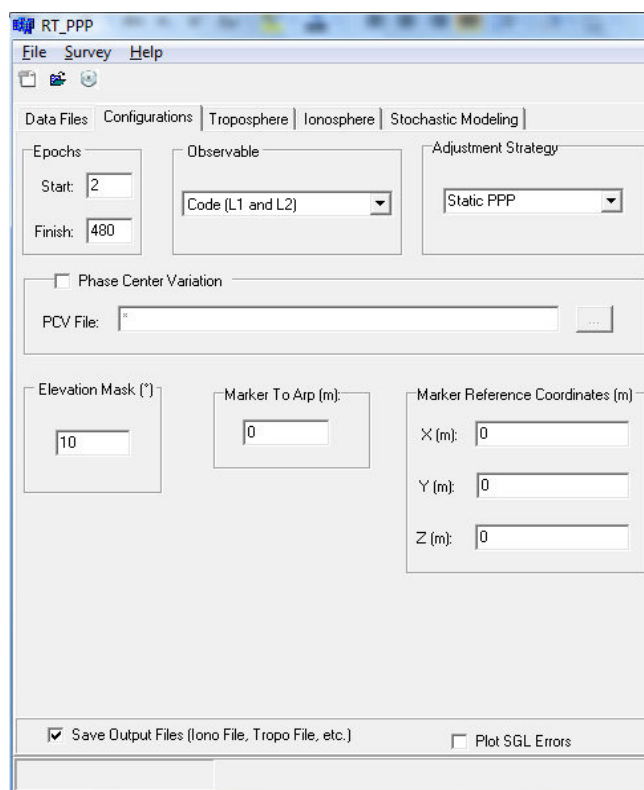 RT_PPP
File Survey Help
Data Files Configurations Troposphere Ionosphere Stochastic Modeling
Epochs
Start: 2
Finish: 480
Observable
Code (L1 and L2)
Adjustment Strategy
Static PPP
Phase Center Variation
PCV File: *
...
Elevation Mask (°)
10
Marker To Arp (m):
0
Marker Reference Coordinates (m)
X (m): 0
Y (m): 0
Z (m): 0
Save Output Files (Iono File, Tropo File, etc.)
Plot SGL Errors